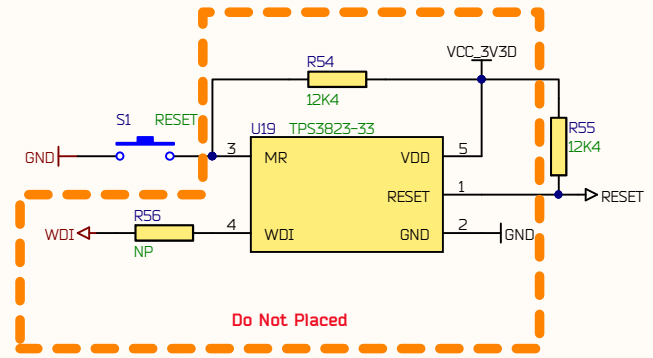 VCC_3V3D
R54
12K4
S1 RESET
U19 TPS3823-33
R55
12K4
GND
3 MR VDD 5
RESET 1
RESET
R56
WDI
NP
4 WDI GND 2
GND
Do Not Placed